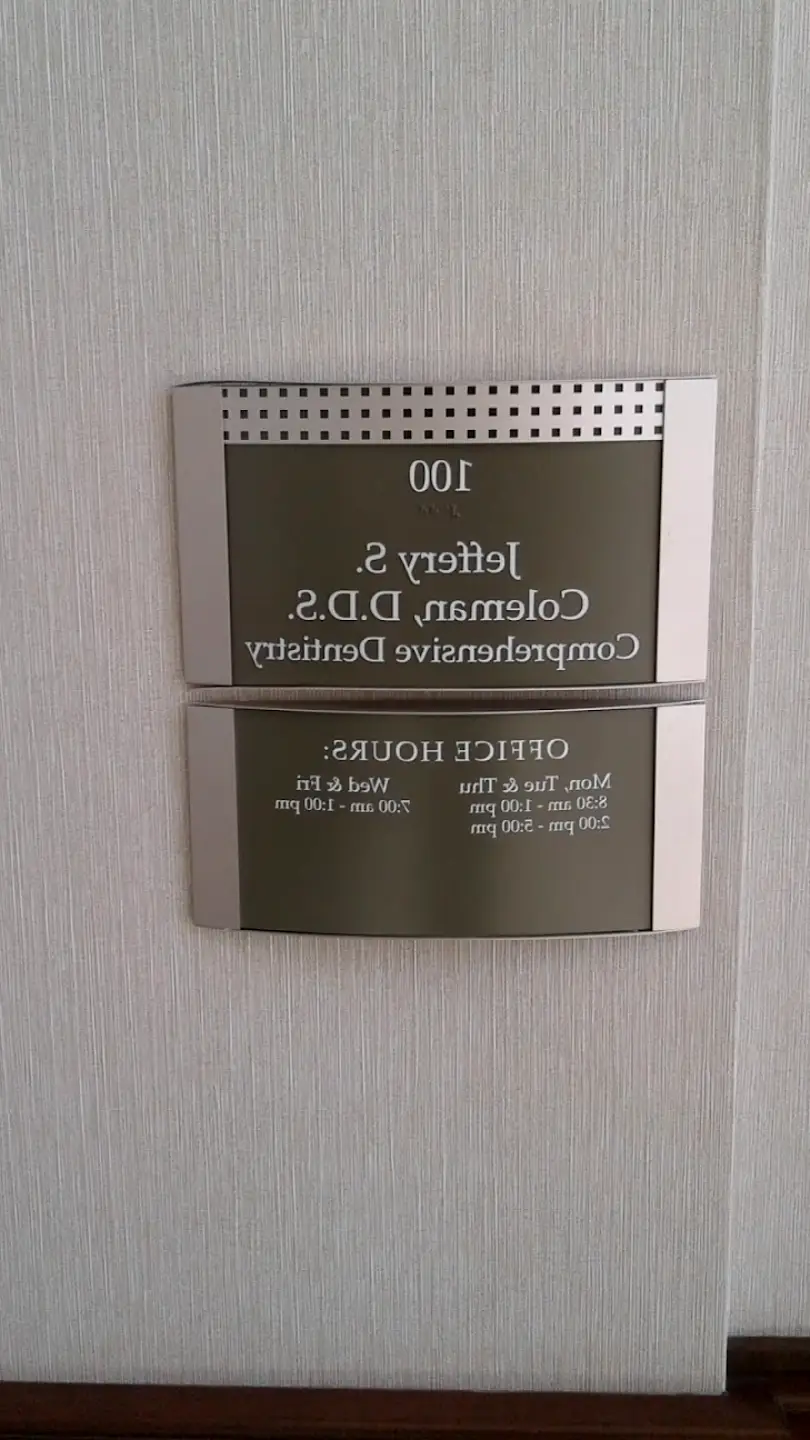 100
Jeffery S.
Coleman, D.D.S.
Comprehensive Dentistry
OFFICE HOURS:
Mon, Tue & Thu Wed & Fri
8:30 am - 1:00 pm 7:00 am - 1:00 pm
2:00 pm - 5:00 pm